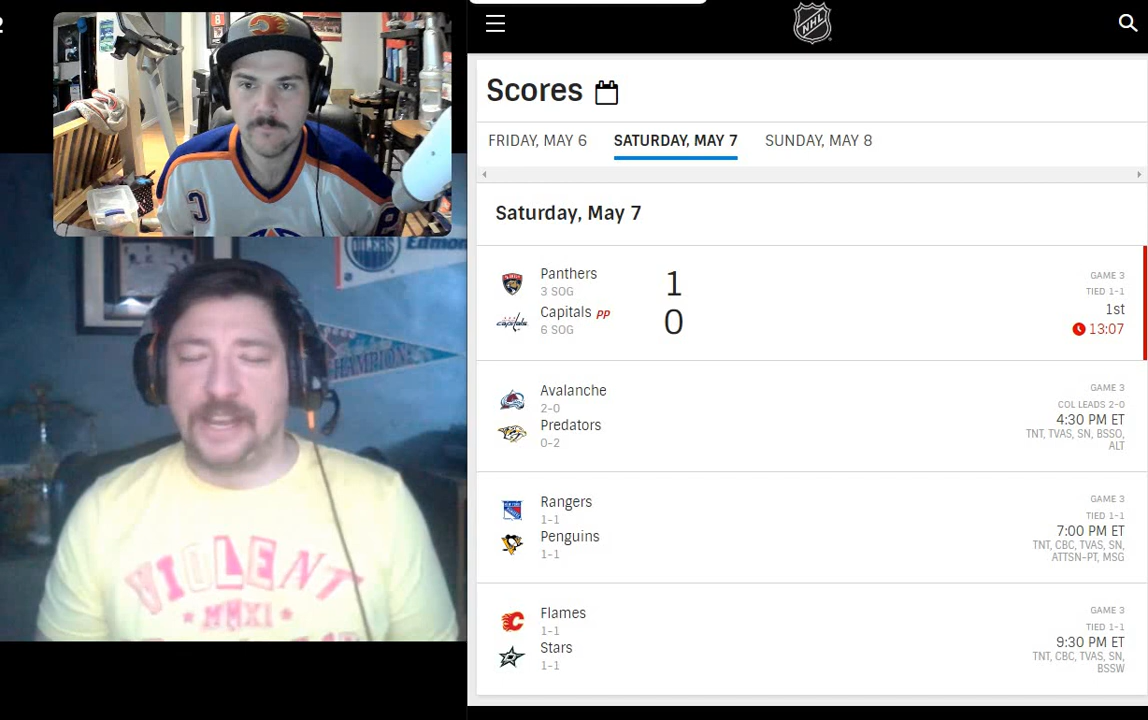 2
OILERS
Edmon
CHAMPION
VIOLENT
★MMXI★
C
NHL
Scores
FRIDAY, MAY 6
SATURDAY, MAY 7
SUNDAY, MAY 8
Saturday, May 7
Panthers
3 SOG
1
Capitals pp
6 SOG
0
GAME 3
TIED 1-1
1st
13:07
Avalanche
2-0
Predators
0-2
GAME 3
COL LEADS 2-0
4:30 PM ET
TNT, TVAS, SN, BSSO,
ALT
Rangers
1-1
Penguins
1-1
GAME 3
TIED 1-1
7:00 PM ET
TNT, CBC, TVAS, SN,
ATTSN-PT, MSG
Flames
1-1
Stars
1-1
GAME 3
TIED 1-1
9:30 PM ET
TNT, CBC, TVAS, SN,
BSSW